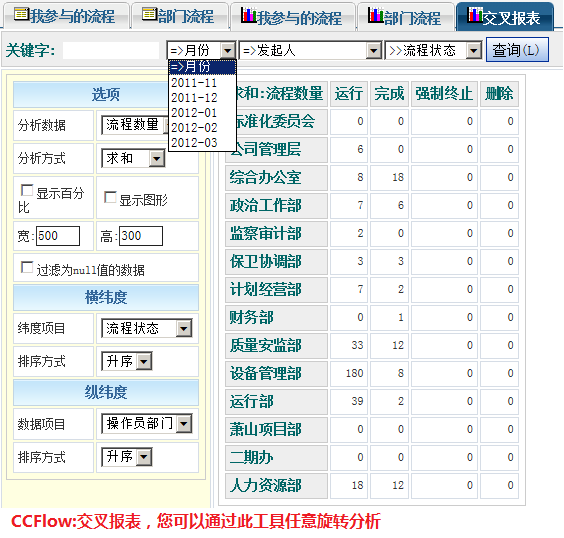 我参与的流程 部门流程 我参与的流程 部门流程 交叉报表
关键字: =>月份 =>发起人 >>流程状态 查询(L)
=>月份
2011-11
2011-12
2012-01
2012-02
2012-03
选项
分析数据 流程数量
分析方式 求和
显示百分比 显示图形
宽:500 高:300
过滤为null值的数据
横纬度
纬度项目 流程状态
排序方式 升序
纵纬度
数据项目 操作员部门
排序方式 升序
求和:流程数量 运行 完成 强制终止 删除
标准化委员会 0 0 0 0
公司管理层 6 0 0 0
综合办公室 8 18 0 0
政治工作部 7 6 0 0
监察审计部 2 0 0 0
保卫协调部 3 3 0 0
计划经营部 7 2 0 0
财务部 0 1 0 0
质量安监部 33 12 0 0
设备管理部 180 8 0 0
运行部 39 2 0 0
萧山项目部 0 0 0 0
二期办 0 0 0 0
人力资源部 18 12 0 0
CCFlow:交叉报表，您可以通过此工具任意旋转分析